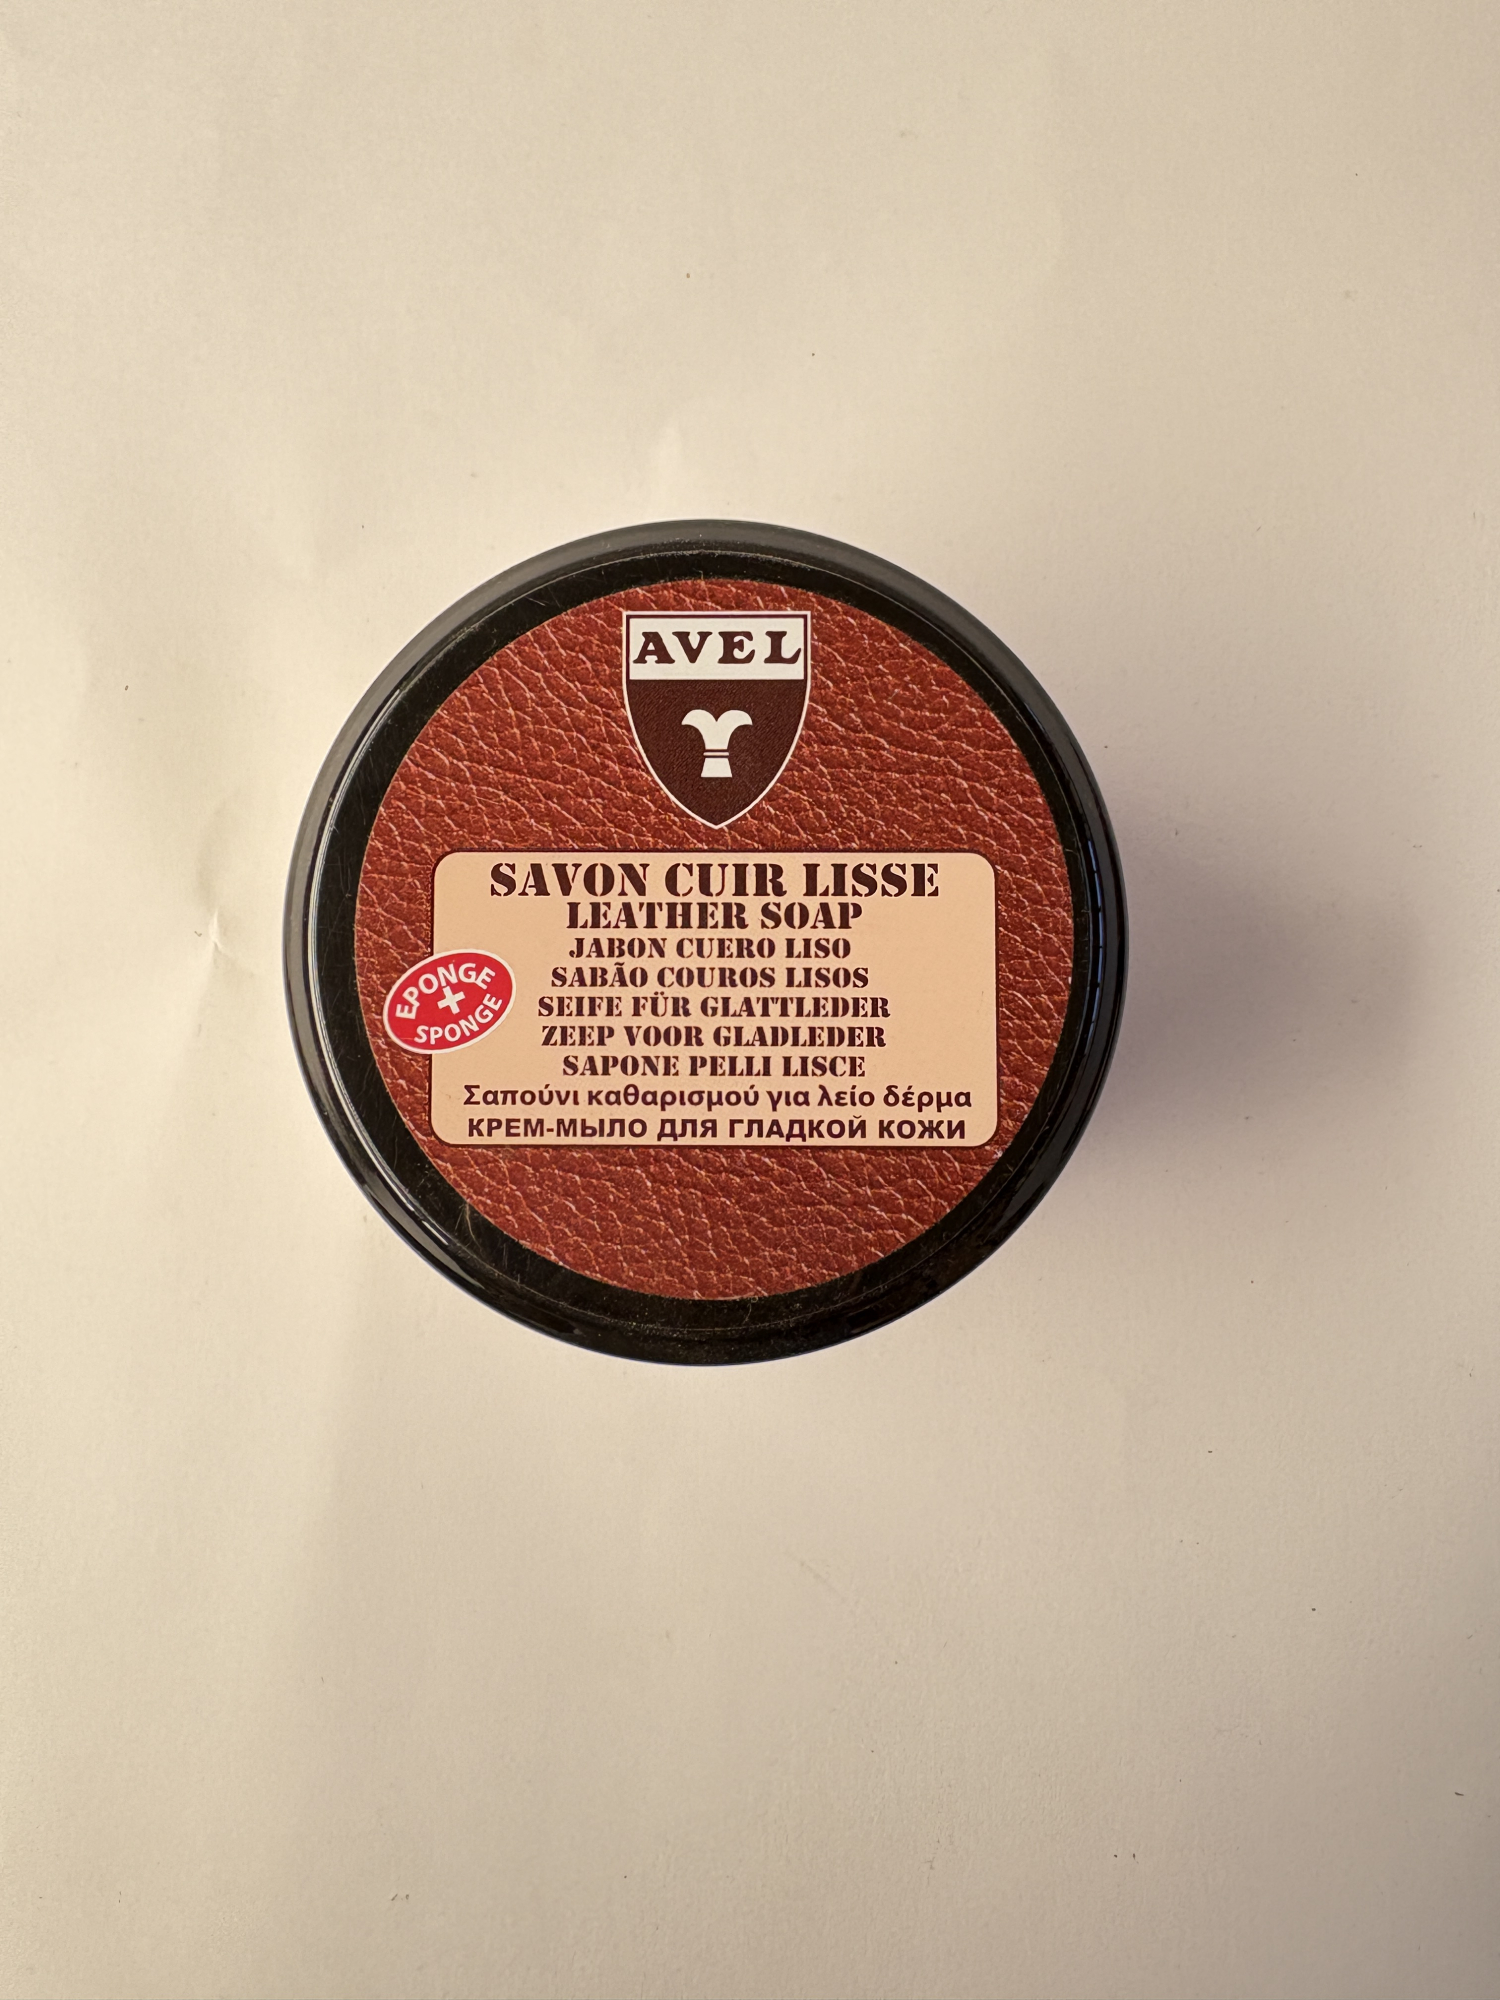 AVEL
SAVON CUIR LISSE
LEATHER SOAP
JABON CUERO LISO
SABÃO COUROS LISOS
SEIFE FÜR GLATTLEDER
ZEEP VOOR GLADLEDER
SAPONE PELLI LISCE
Σαπούνι καθαρισμού για λείο δέρμα
КРЕМ-МЫЛО ДЛЯ ГЛАДКОЙ КОЖИ
EPONGE
+
SPONGE